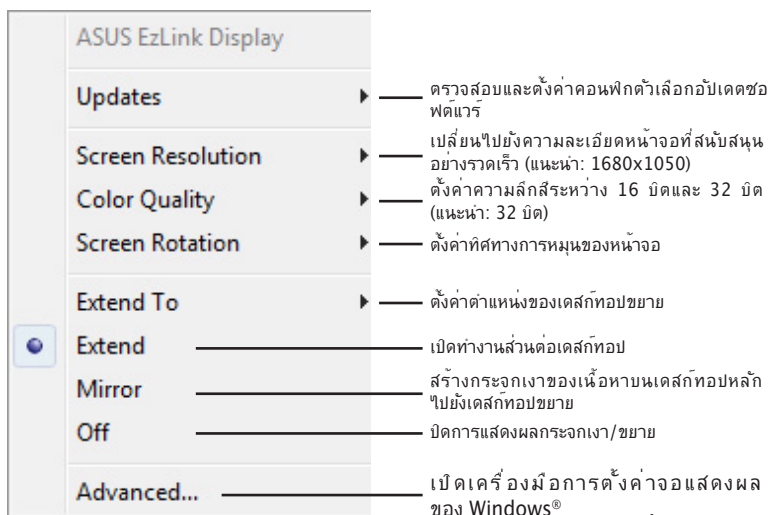 ASUS EzLink Display
Updates
ตรวจสอบและตั้งค่าคอนฟิกตัวเลือกอัปเดตซอ
ฟต์แวร์
Screen Resolution
เปลี่ยนไปยังความละเอียดหน้าจอที่สนับสนุน
อย่างรวดเร็ว (แนะนำ: 1680x1050)
Color Quality
ตั้งค่าความลึกสีระหว่าง 16 บิตและ 32 บิต
(แนะนำ: 32 บิต)
Screen Rotation
ตั้งค่าทิศทางการหมุนของหน้าจอ
Extend To
ตั้งค่าตำแหน่งของเดสก์ทอปขยาย
Extend
เปิดทำงานส่วนต่อเดสก์ทอป
Mirror
สร้างกระจกเงาของเนื้อหาบนเดสก์ทอปหลัก
ไปยังเดสก์ทอปขยาย
Off
ปิดการแสดงผลกระจกเงา/ขยาย
Advanced...
เปิดเครื่องมือการตั้งค่าจอแสดงผล
ของ Windows®